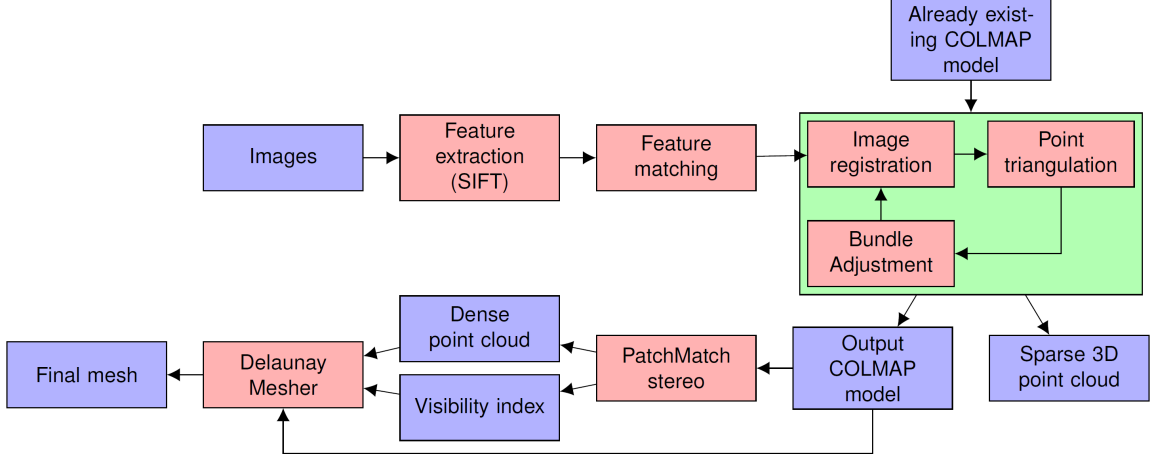 Already exist-
ing COLMAP
model
Images
Feature
extraction
(SIFT)
Feature
matching
Image
registration
Point
triangulation
Bundle
Adjustment
Final mesh
Delaunay
Mesher
Dense
point cloud
Visibility index
PatchMatch
stereo
Output
COLMAP
model
Sparse 3D
point cloud